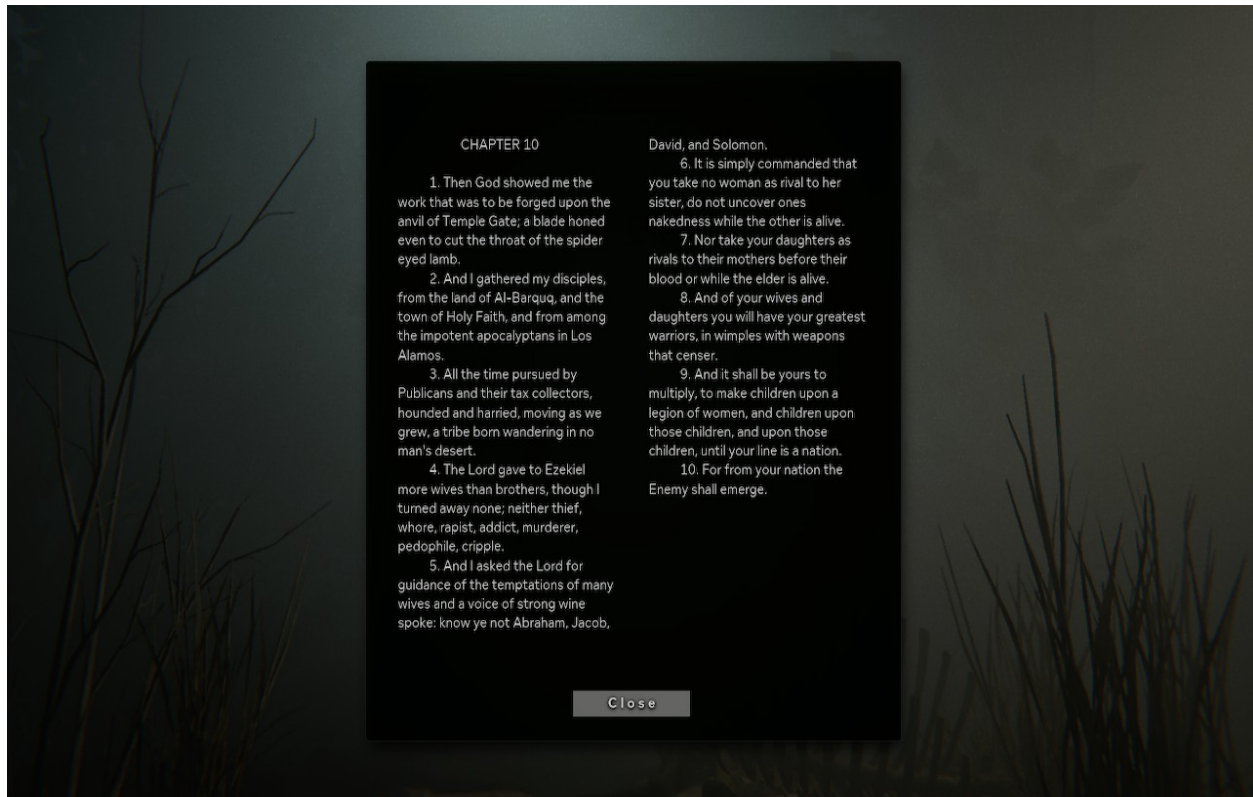 CHAPTER 10
1. Then God showed me the
work that was to be forged upon the
anvil of Temple Gate; a blade honed
even to cut the throat of the spider
eyed lamb.
2. And I gathered my disciples,
from the land of Al-Barquq, and the
town of Holy Faith, and from among
the impotent apocalyptans in Los
Alamos.
3. All the time pursued by
Publicans and their tax collectors,
hounded and harried, moving as we
grew, a tribe born wandering in no
man's desert.
4. The Lord gave to Ezekiel
more wives than brothers, though I
turned away none; neither thief,
whore, rapist, addict, murderer,
pedophile, cripple.
5. And I asked the Lord for
guidance of the temptations of many
wives and a voice of strong wine
spoke: know ye not Abraham, Jacob,
David, and Solomon.
6. It is simply commanded that
you take no woman as rival to her
sister, do not uncover ones
nakedness while the other is alive.
7. Nor take your daughters as
rivals to their mothers before their
blood or while the elder is alive.
8. And of your wives and
daughters you will have your greatest
warriors, in wimples with weapons
that censer.
9. And it shall be yours to
multiply, to make children upon a
legion of women, and children upon
those children, and upon those
children, until your line is a nation.
10. For from your nation the
Enemy shall emerge.
Close